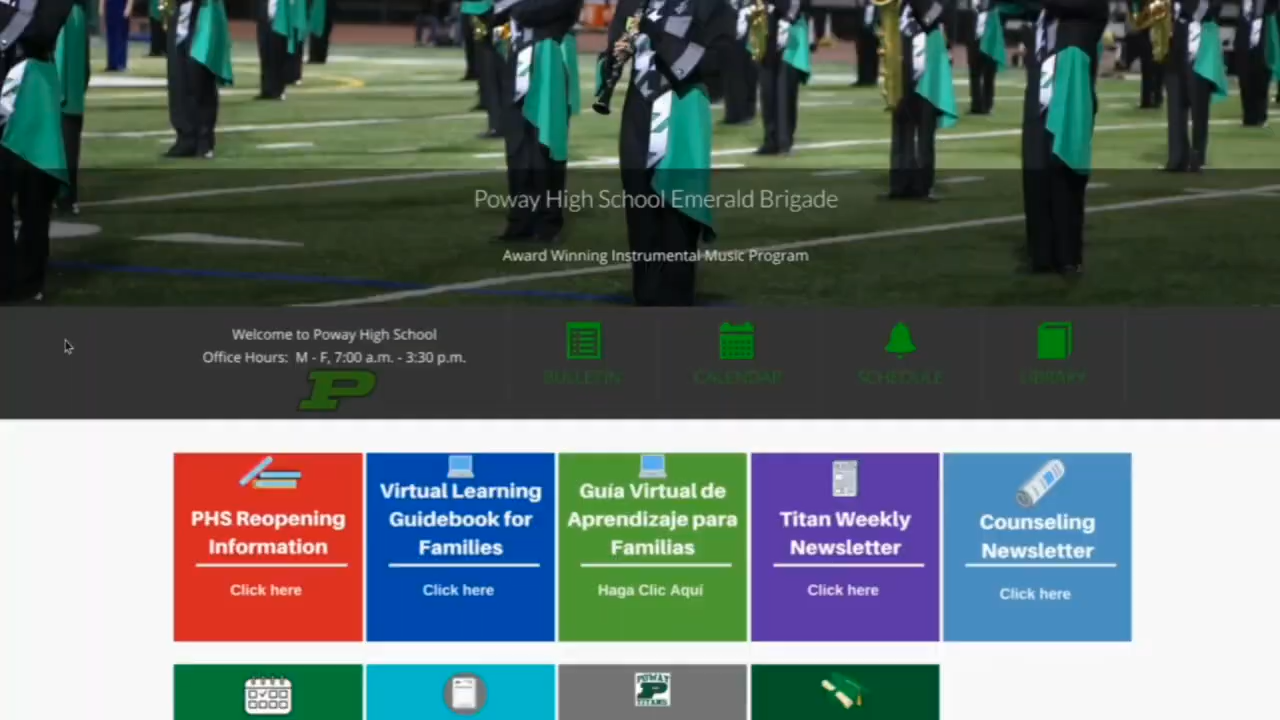 Poway High School Emerald Brigade
Award Winning Instrumental Music Program
Welcome to Poway High School
Office Hours: M - F, 7:00 a.m. - 3:30 p.m.
P
BULLETIN
CALENDAR
SCHEDULE
LIBRARY
PHS Reopening
Information
Click here
Virtual Learning
Guidebook for
Families
Click here
Guía Virtual de
Aprendizaje para
Familias
Haga Clic Aquí
Titan Weekly
Newsletter
Click here
Counseling
Newsletter
Click here
POWAY
P
TITANS